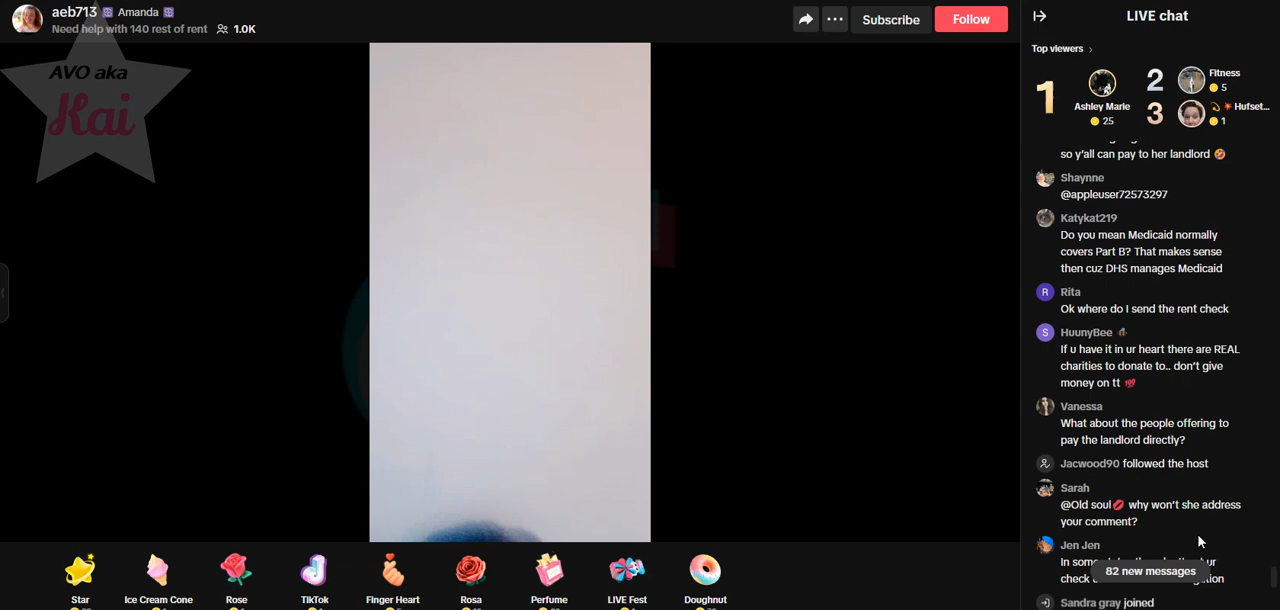 aeb713 Amanda
Need help with 140 rest of rent 1.0K
Subscribe
Follow
AVO aka
Kai
LIVE chat
Top viewers
1
Ashley Marie
25
2
Fitness
5
3
Hufset...
1
so y'all can pay to her landlord 🤣
Shaynne
@appleuser72573297
Katykat219
Do you mean Medicaid normally
covers Part B? That makes sense
then cuz DHS manages Medicaid
R
Rita
Ok where do I send the rent check
S
HuunyBee
If u have it in ur heart there are REAL
charities to donate to.. don't give
money on tt 💯
Vanessa
What about the people offering to
pay the landlord directly?
Jacwood90 followed the host
Sarah
@Old soul💋 why won't she address
your comment?
Jen Jen
82 new messages
Sandra gray joined
Star
Ice Cream Cone
Rose
TikTok
Finger Heart
Rosa
Perfume
LIVE Fest
Doughnut